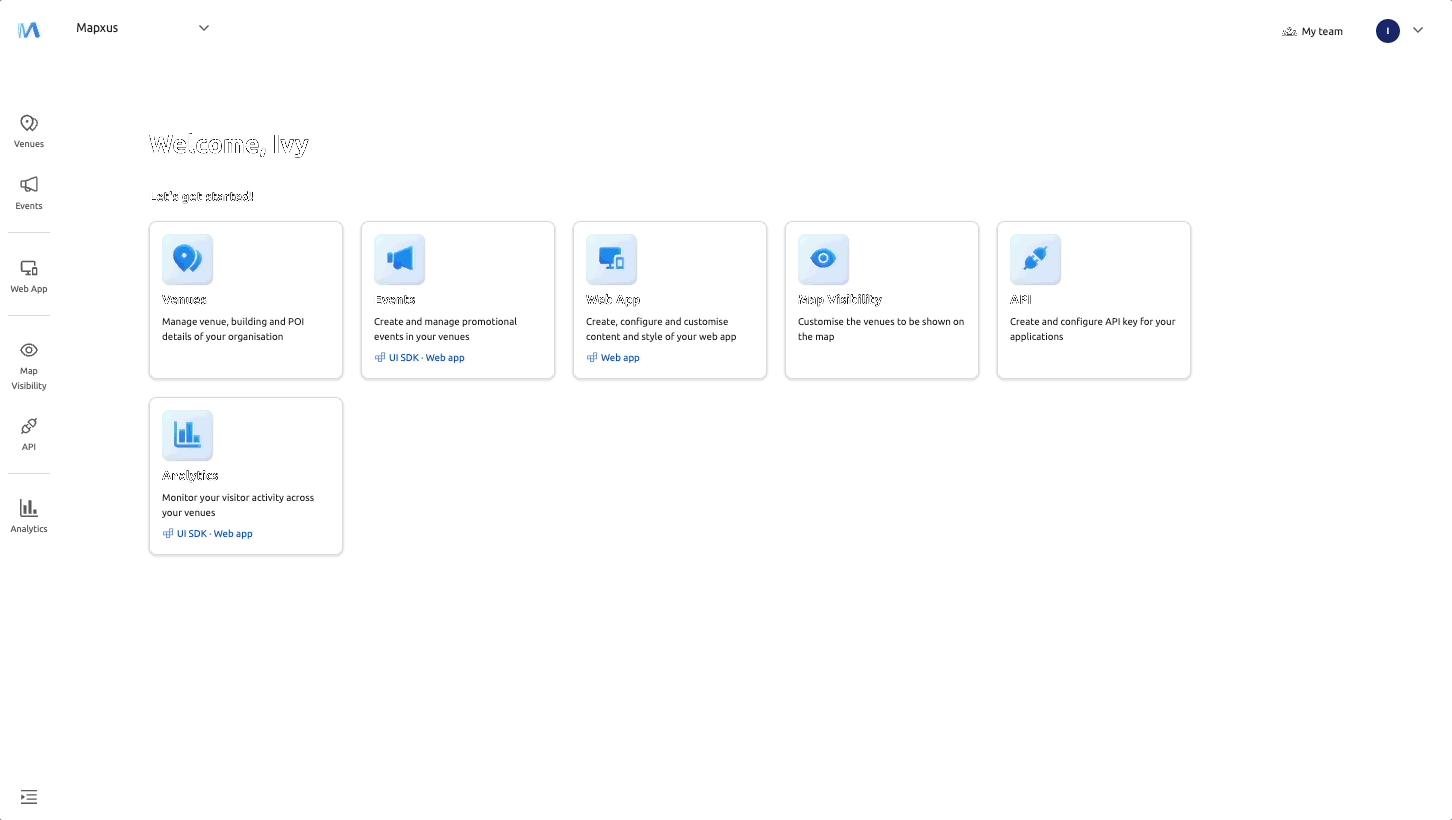 Mapxus
My team
I
Venues
Events
Web App
Map
Visibility
API
Analytics
Welcome, Ivy
Let's get started!
Venues
Manage venue, building and POI
details of your organisation
Events
Create and manage promotional
events in your venues
UI SDK · Web app
Web App
Create, configure and customise
content and style of your web app
Web app
Map Visibility
Customise the venues to be shown on
the map
API
Create and configure API key for your
applications
Analytics
Monitor your visitor activity across
your venues
UI SDK · Web app